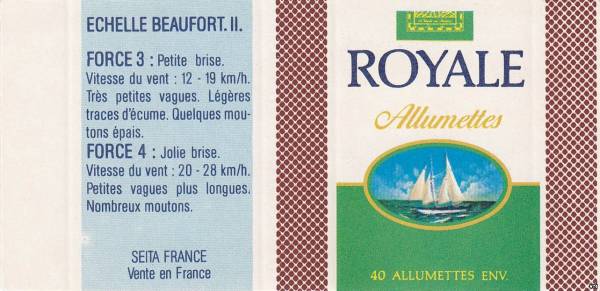 ECHELLE BEAUFORT. II.
FORCE 3 : Petite brise.
Vitesse du vent : 12 - 19 km/h.
Très petites vagues. Légères
traces d'écume. Quelques mou-
tons épais.
FORCE 4 : Jolie brise.
Vitesse du vent : 20 - 28 km/h.
Petites vagues plus longues.
Nombreux moutons.
SEITA FRANCE
Vente en France
ROYALE
Allumettes
40 ALLUMETTES ENV.